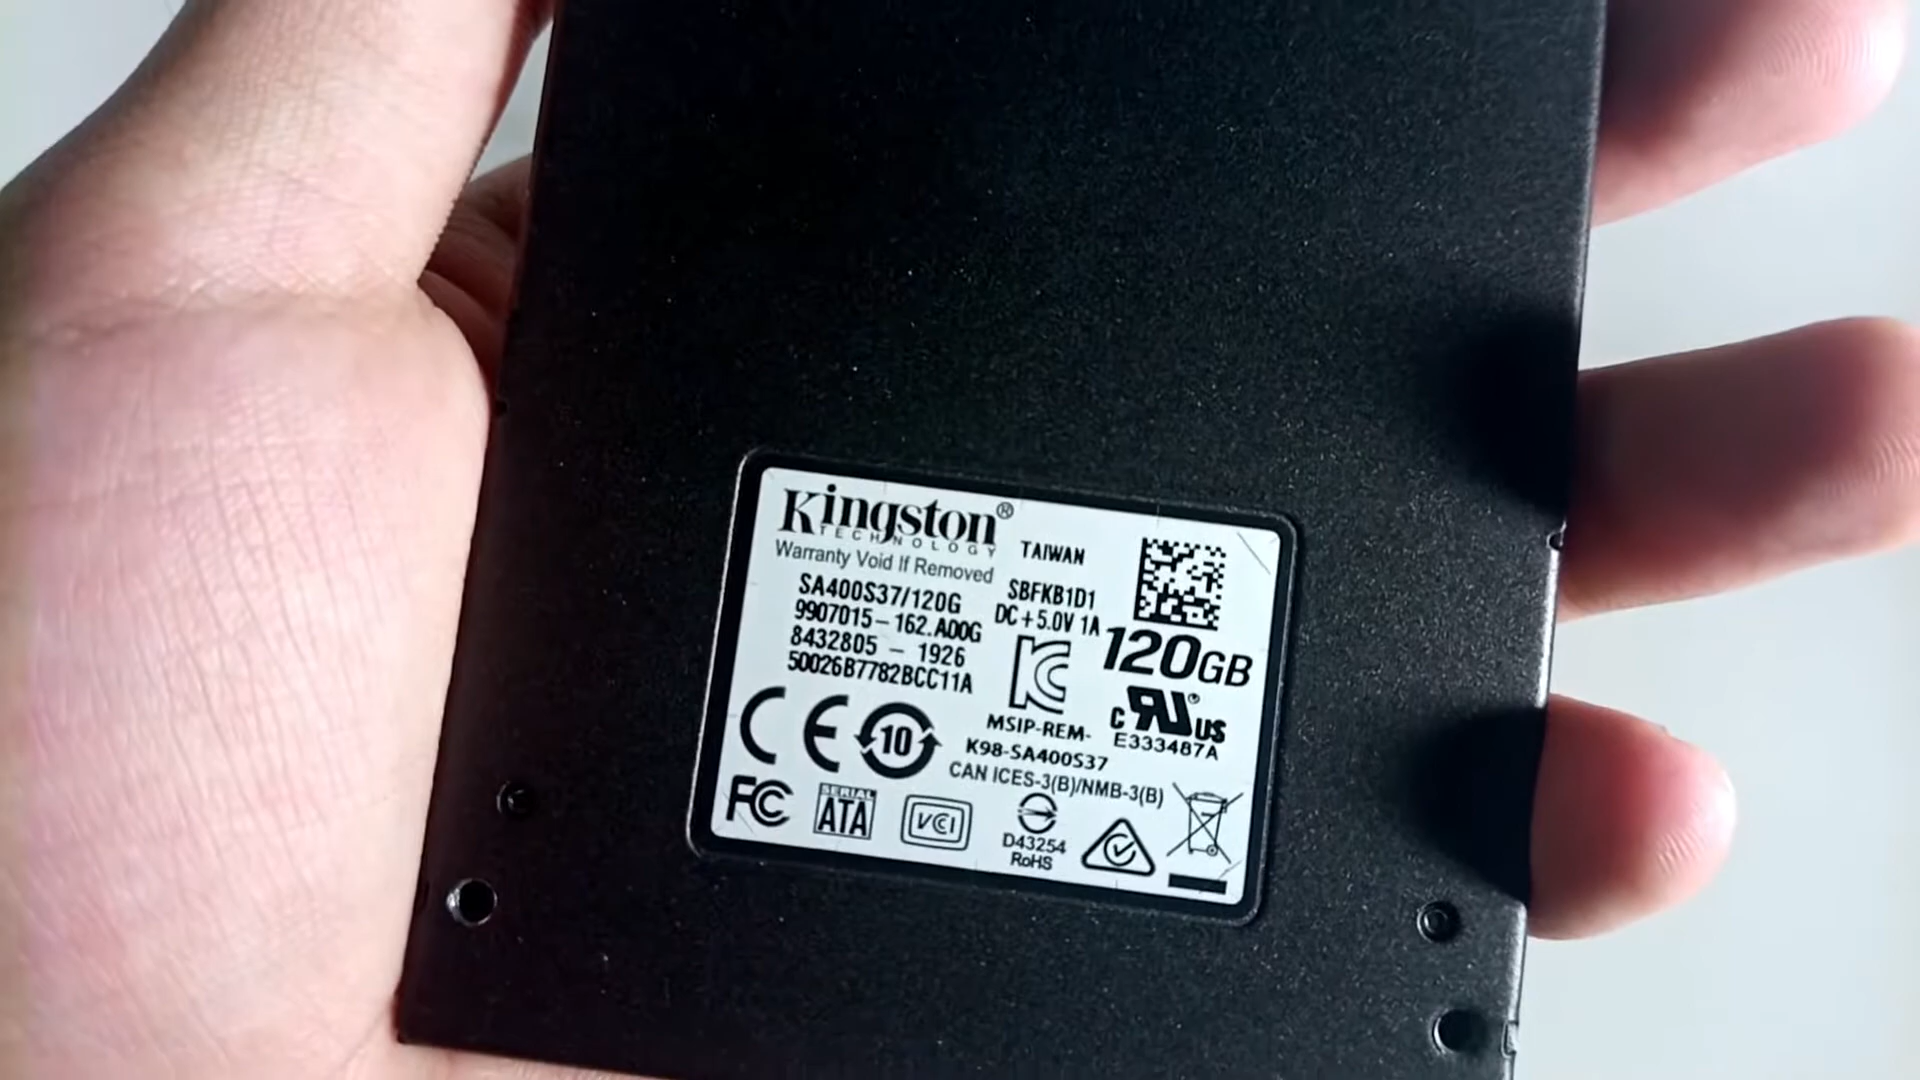 Kingston®
TECHNOLOGY
Warranty Void If Removed
TAIWAN
SA400S37/120G
9907015-162.A00G
8432805 - 1926
50026B7782BCC11A
SBFKB1D1
DC+5.0V 1A
120GB
MSIP-REM-
K98-SA400S37
c RU® US
E333487A
CAN ICES-3(B)/NMB-3(B)
CE
10
FC
SERIAL
ATA
VCI
D43254
RoHS